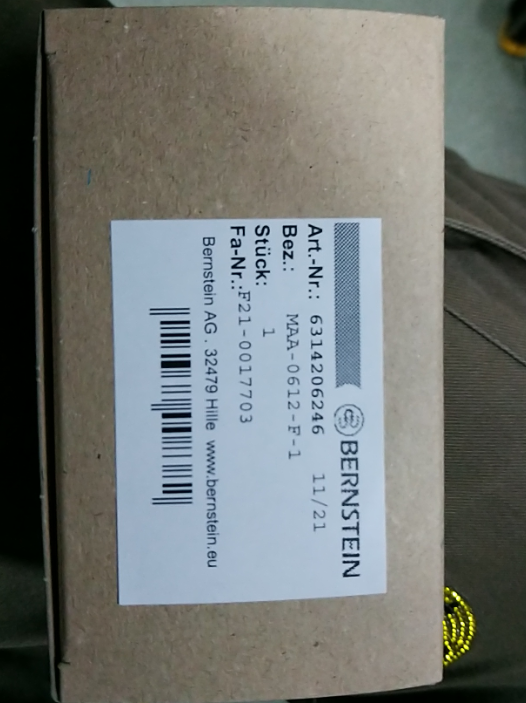 BERNSTEIN
Art.-Nr.: 6314206246 11/21
Bez.: MAA-0612-F-1
Stück: 1
Fa-Nr.: F21-0017703
Bernstein AG . 32479 Hille www.bernstein.eu